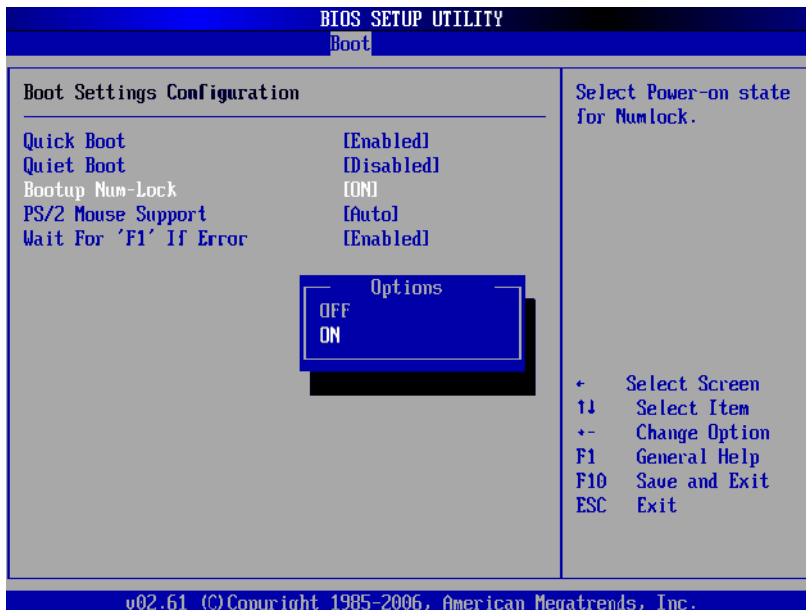 BIOS SETUP UTILITY
Boot
Boot Settings Configuration
Quick Boot [Enabled]
Quiet Boot [Disabled]
Bootup Num-Lock [ON]
PS/2 Mouse Support [Auto]
Wait For 'F1' If Error [Enabled]
Options
OFF
ON
Select Power-on state
for Numlock.
← Select Screen
↑↓ Select Item
+- Change Option
F1 General Help
F10 Save and Exit
ESC Exit
v02.61 (C)Copyright 1985-2006, American Megatrends, Inc.